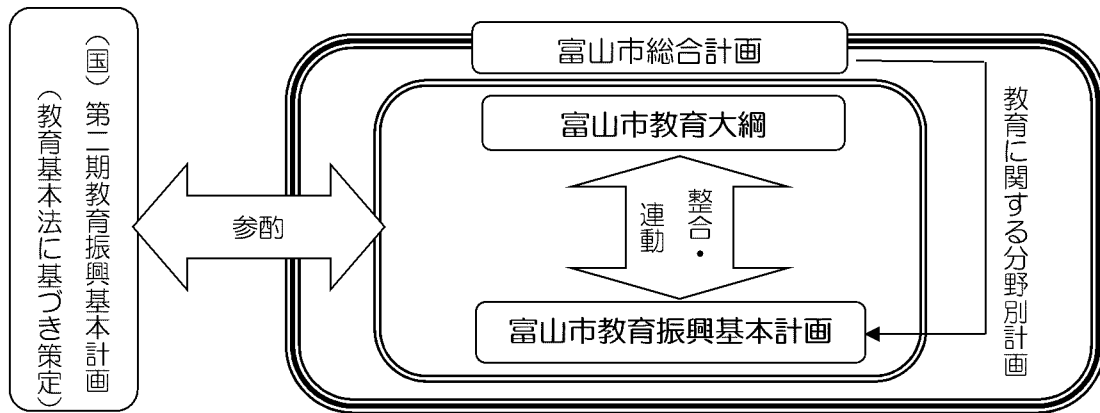 （国）第二期教育振興基本計画
（教育基本法に基づき策定）
参酌
富山市総合計画
富山市教育大綱
整合・
連動
富山市教育振興基本計画
教育に関する分野別計画